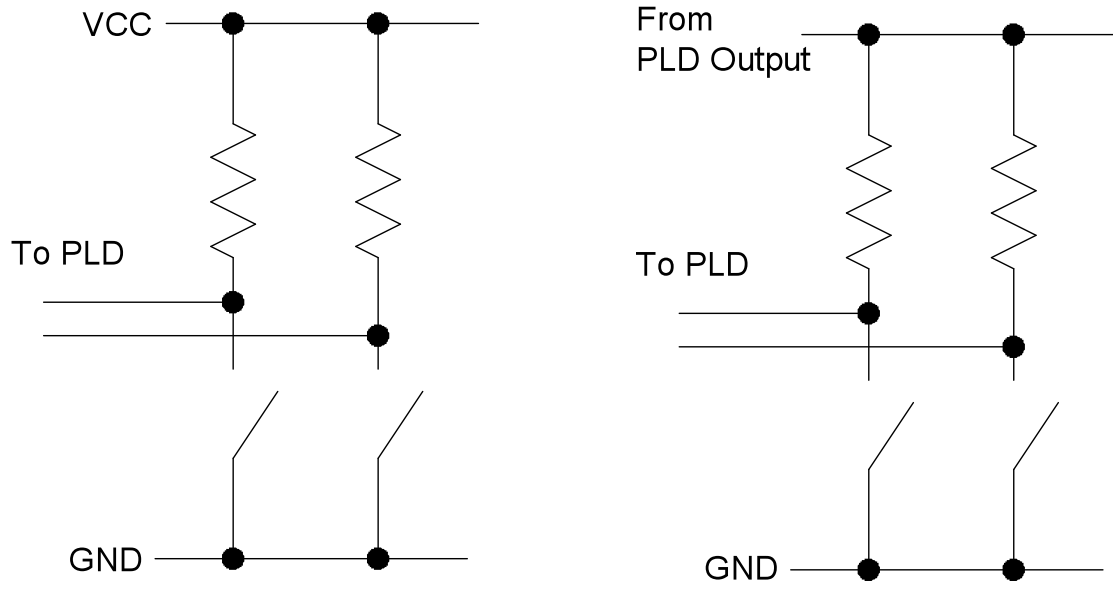 VCC
To PLD
GND
From
PLD Output
To PLD
GND